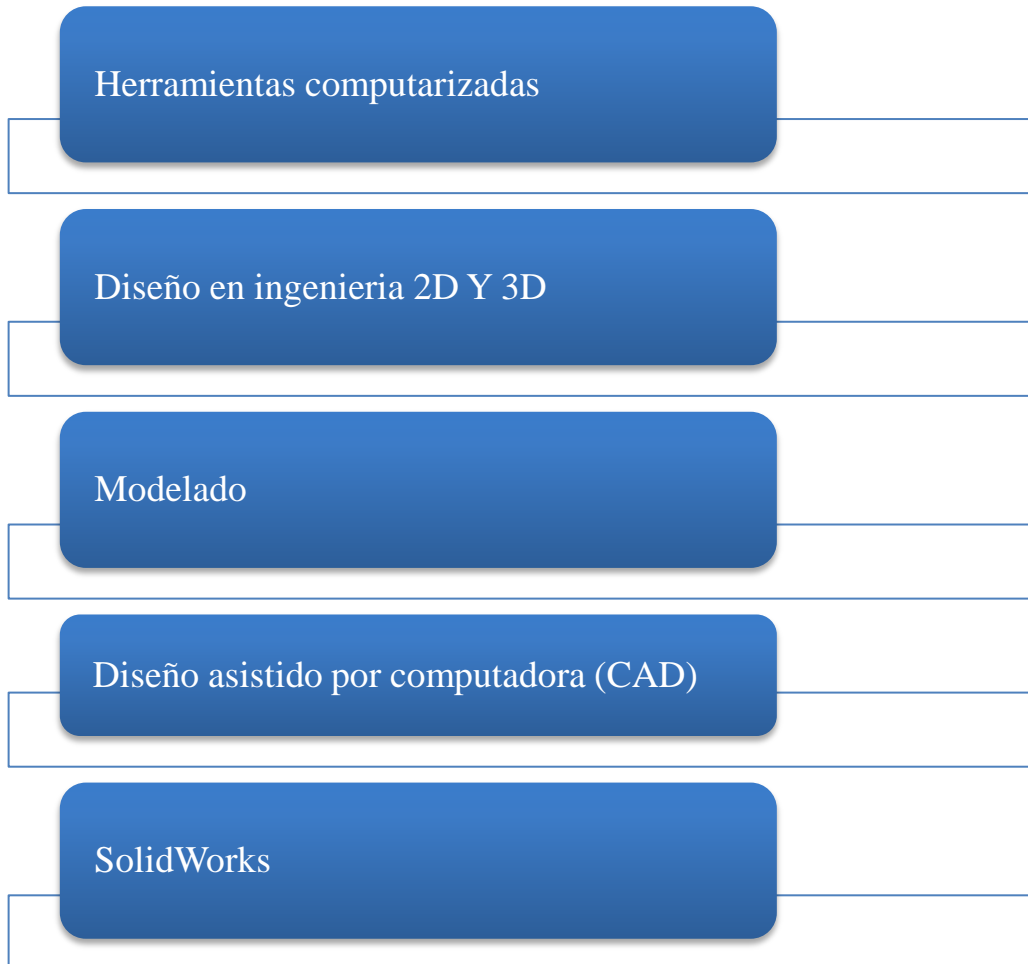 Herramientas computarizadas
Diseño en ingenieria 2D Y 3D
Modelado
Diseño asistido por computadora (CAD)
SolidWorks